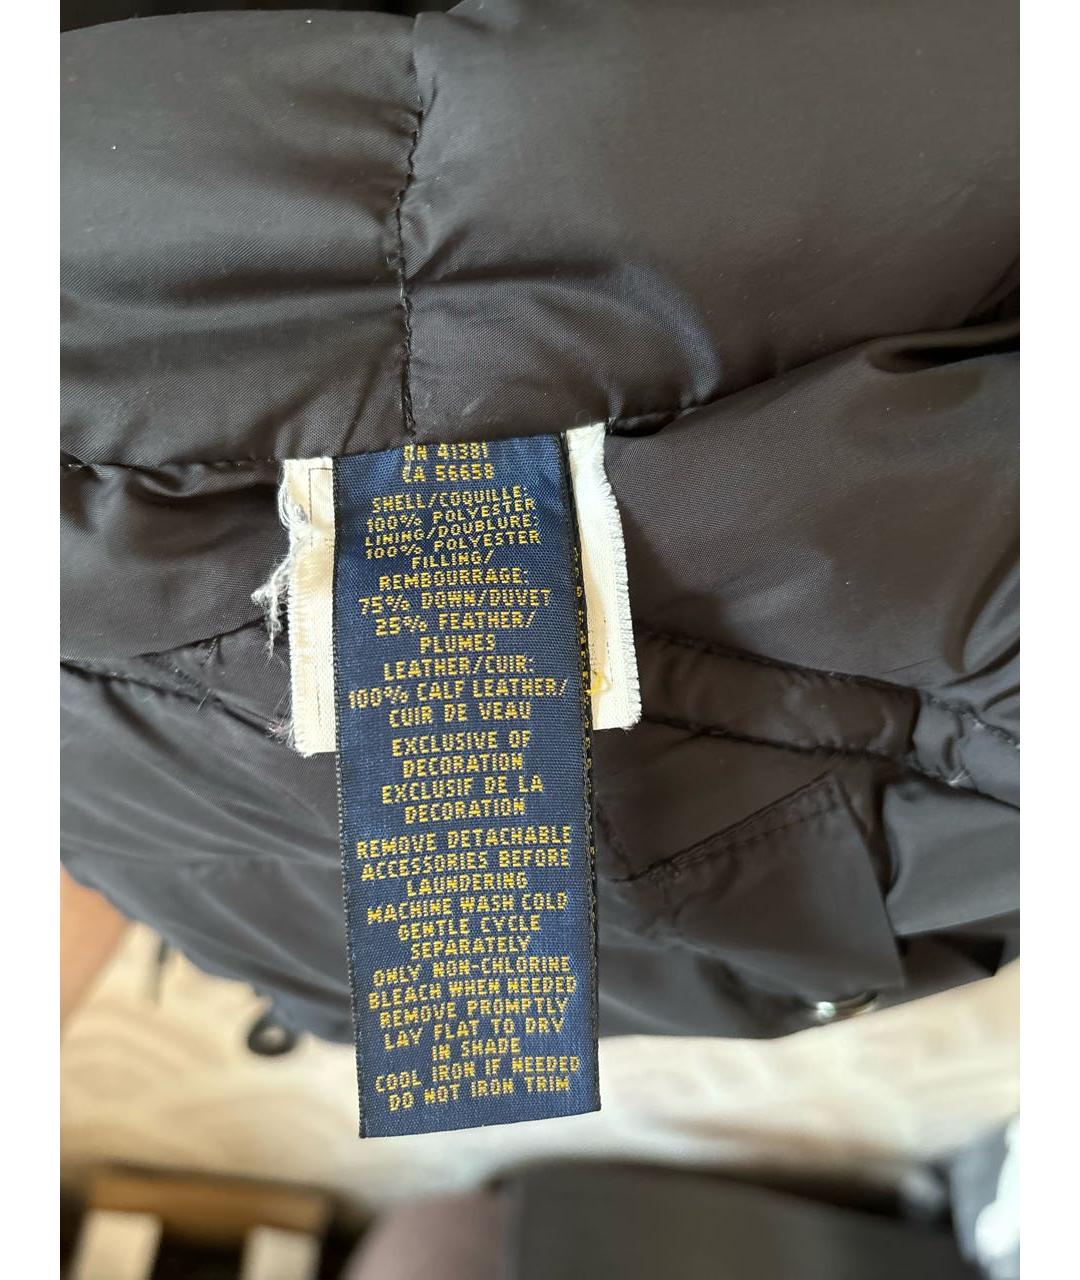 RN 41381
CA 56658
SHELL/COQUILLE:
100% POLYESTER
LINING/DOUBLURE:
100% POLYESTER
FILLING/
REMBOURRAGE:
75% DOWN/DUVET
25% FEATHER/
PLUMES
LEATHER/CUIR:
100% CALF LEATHER/
CUIR DE VEAU
EXCLUSIVE OF
DECORATION
EXCLUSIF DE LA
DECORATION
REMOVE DETACHABLE
ACCESSORIES BEFORE
LAUNDERING
MACHINE WASH COLD
GENTLE CYCLE
SEPARATELY
ONLY NON-CHLORINE
BLEACH WHEN NEEDED
REMOVE PROMPTLY
LAY FLAT TO DRY
IN SHADE
COOL IRON IF NEEDED
DO NOT IRON TRIM